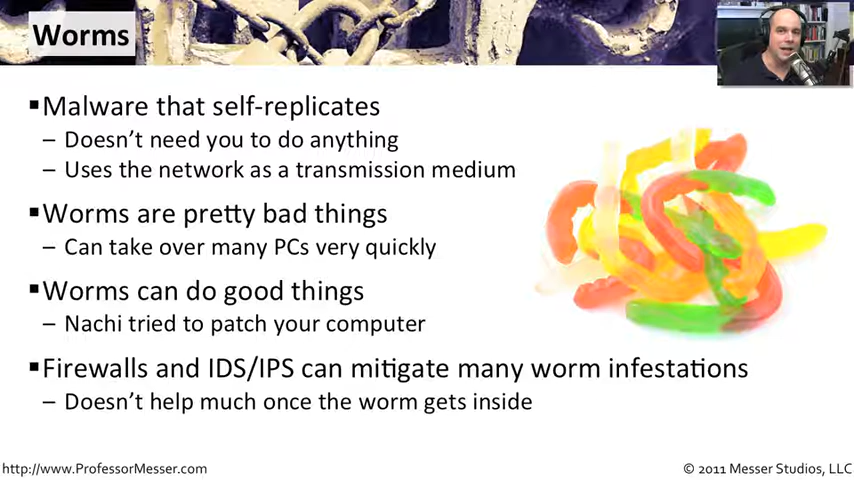 Worms
▪Malware that self-replicates
– Doesn't need you to do anything
– Uses the network as a transmission medium
▪Worms are pretty bad things
– Can take over many PCs very quickly
▪Worms can do good things
– Nachi tried to patch your computer
▪Firewalls and IDS/IPS can mitigate many worm infestations
– Doesn't help much once the worm gets inside
http://www.ProfessorMesser.com
© 2011 Messer Studios, LLC